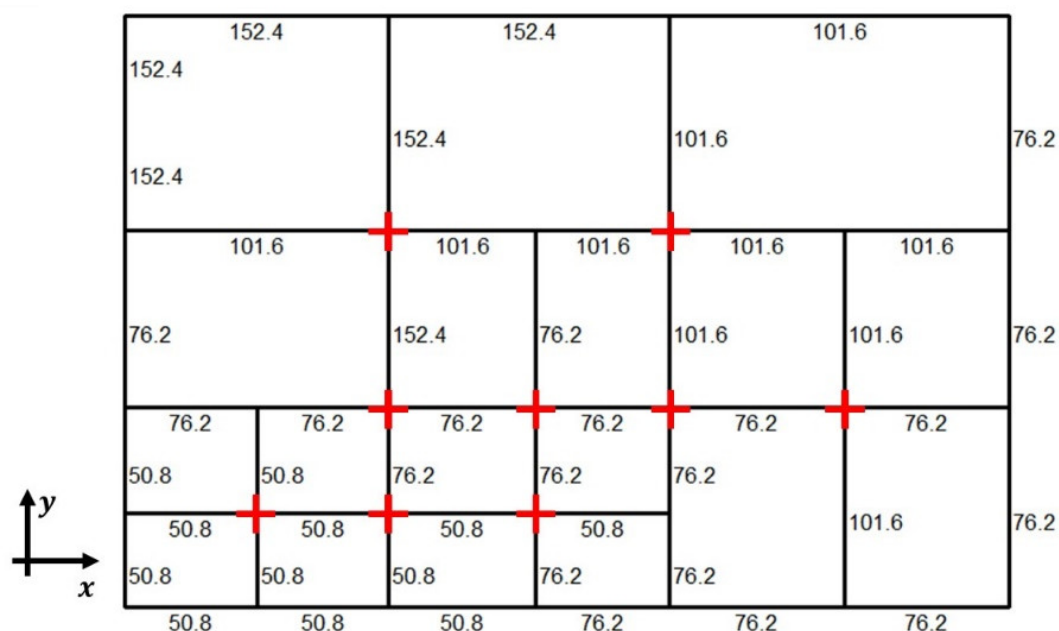 152.4 152.4 101.6
152.4
152.4 101.6 76.2
152.4
101.6 101.6 101.6 101.6 101.6
76.2 152.4 76.2 101.6 101.6 76.2
76.2 76.2 76.2 76.2 76.2 76.2
50.8 50.8 76.2 76.2 76.2
y
101.6 76.2
50.8 50.8 50.8 50.8
50.8 50.8 50.8 76.2 76.2
x
50.8 50.8 50.8 76.2 76.2 76.2